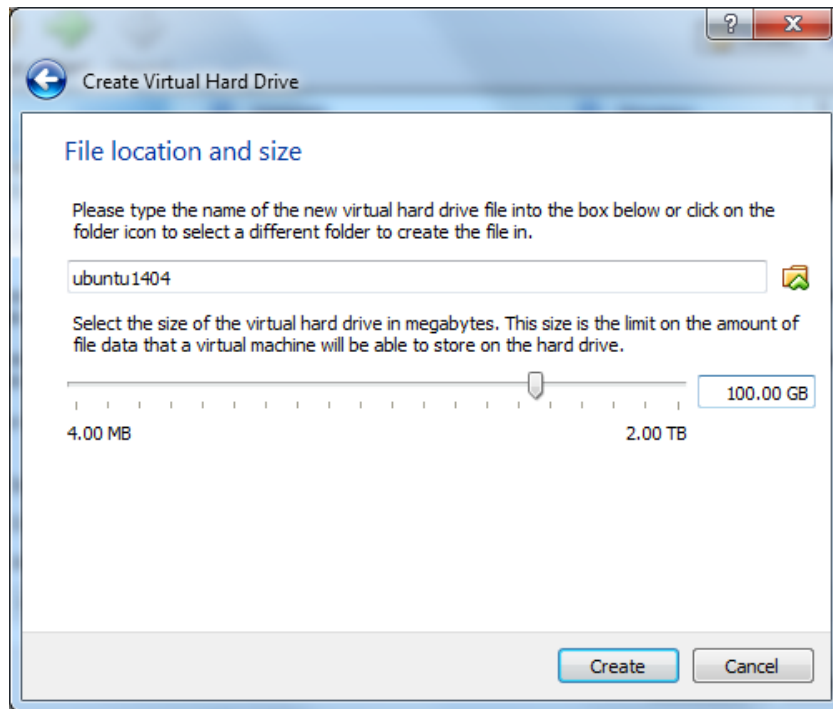 Create Virtual Hard Drive
File location and size
Please type the name of the new virtual hard drive file into the box below or click on the
folder icon to select a different folder to create the file in.
ubuntu1404
Select the size of the virtual hard drive in megabytes. This size is the limit on the amount of
file data that a virtual machine will be able to store on the hard drive.
100.00 GB
4.00 MB 2.00 TB
Create Cancel